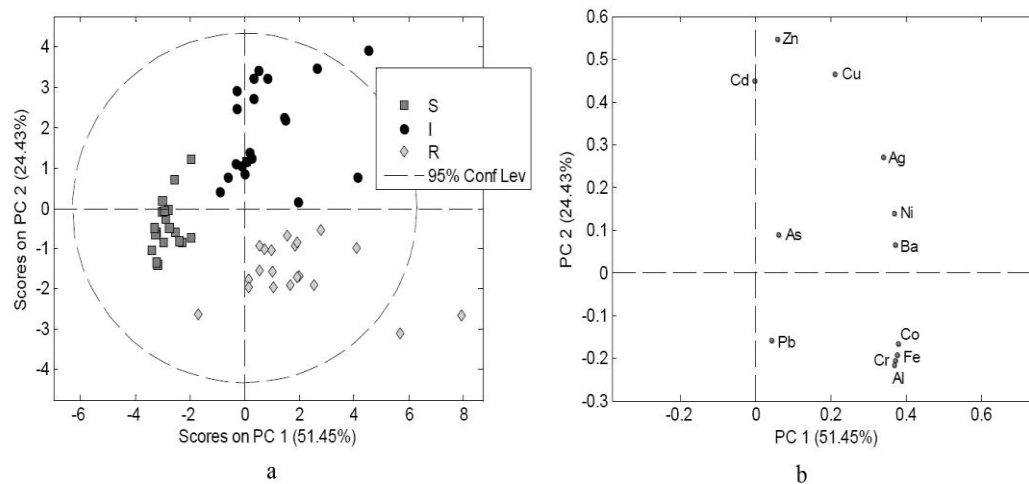 4
3
2
1
0
-1
-2
-3
-4
Scores on PC 2 (24.43%)
-6
-4
-2
0
2
4
6
8
Scores on PC 1 (51.45%)
S
I
R
95% Conf Lev
a
0.6
0.5
0.4
0.3
0.2
0.1
0
-0.1
-0.2
-0.3
PC 2 (24.43%)
-0.2
0
0.2
0.4
0.6
PC 1 (51.45%)
Zn
Cd
Cu
Ag
Ni
As
Ba
Pb
Co
Cr
Fe
Al
b